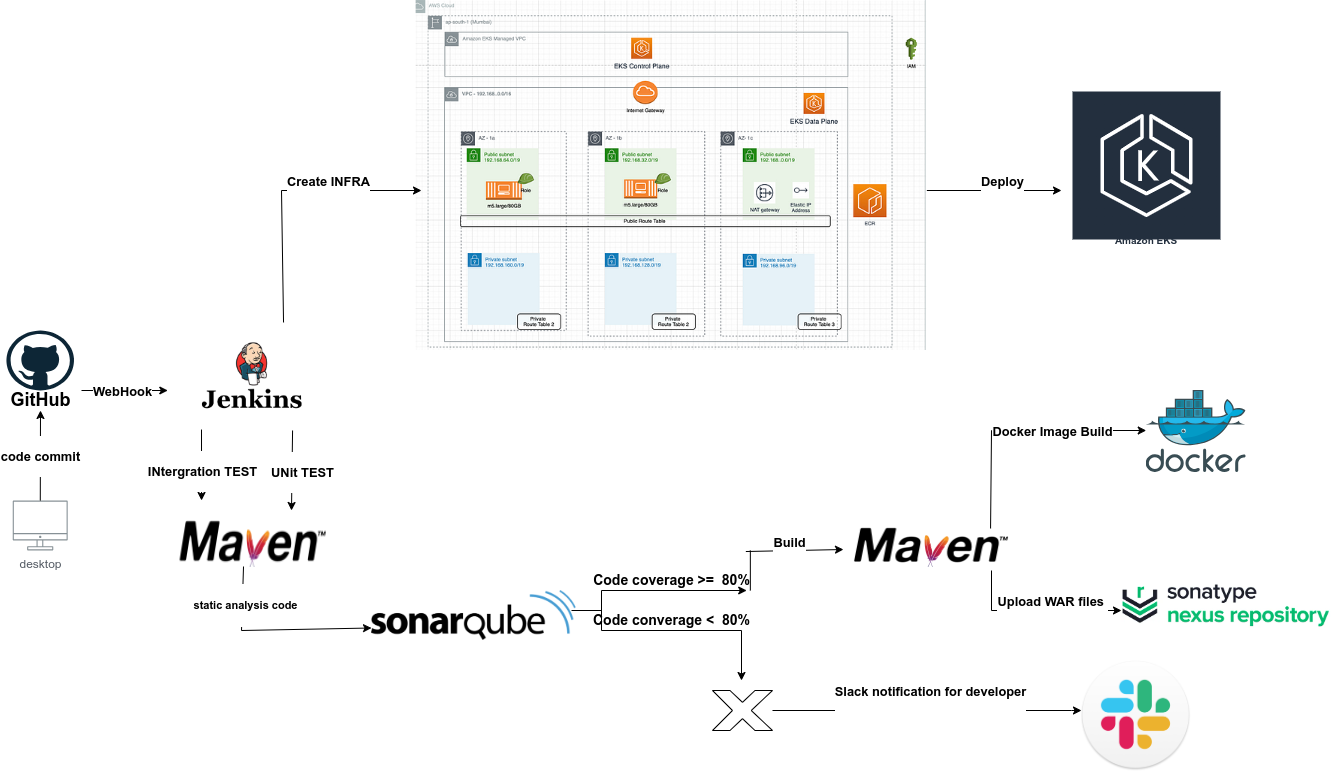 AWS Cloud
ap-south-1 (Mumbai)
Amazon EKS Managed VPC
EKS Control Plane
IAM
VPC - 192.168..0.0/16
Internet Gateway
EKS Data Plane
AZ - 1a
AZ - 1b
AZ- 1c
Public subnet
192.168.64.0/19
Public subnet
192.168.32.0/19
Public subnet
192.168..0.0/19
Role
m5.large/80GB
Role
m5.large/80GB
NAT gateway
Elastic IP
Address
ECR
Public Route Table
Private subnet
192.168.160.0/19
Private subnet
192.168.128.0/19
Private subnet
192.168.96.0/19
Private
Route Table 2
Private
Route Table 2
Private
Route Table 3
Create INFRA
Deploy
K
Amazon EKS
GitHub
WebHook
Jenkins
code commit
desktop
INtergration TEST
UNit TEST
Maven™
static analysis code
sonarqube
Code coverage >= 80%
Code converage < 80%
Build
Maven™
Docker Image Build
docker
Upload WAR files
r
sonatype
nexus repository
Slack notification for developer